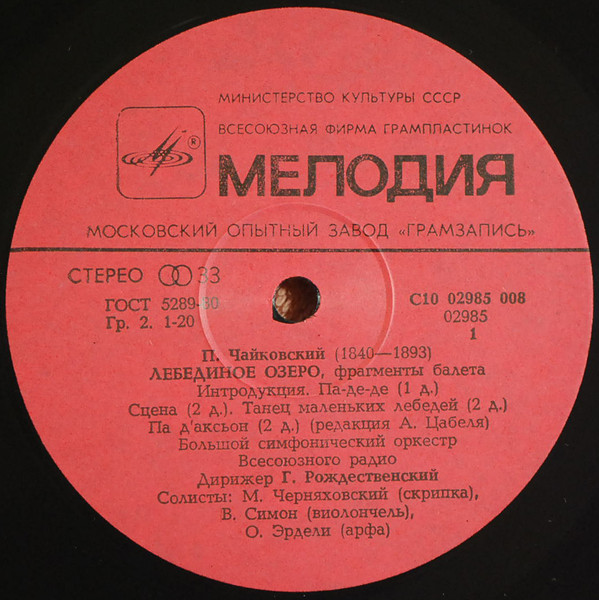 МИНИСТЕРСТВО КУЛЬТУРЫ СССР
ВСЕСОЮЗНАЯ ФИРМА ГРАМПЛАСТИНОК
®
МЕЛОДИЯ
МОСКОВСКИЙ ОПЫТНЫЙ ЗАВОД «ГРАМЗАПИСЬ»
СТЕРЕО 33
ГОСТ 5289-80
Гр. 2. 1-20
С10 02985 008
02985
1
П. Чайковский (1840—1893)
ЛЕБЕДИНОЕ ОЗЕРО, фрагменты балета
Интродукция. Па-де-де (1 д.)
Сцена (2 д.). Танец маленьких лебедей (2 д.)
Па д'аксьон (2 д.) (редакция А. Цабеля)
Большой симфонический оркестр
Всесоюзного радио
Дирижер Г. Рождественский
Солисты: М. Черняховский (скрипка),
В. Симон (виолончель),
О. Эрдели (арфа)